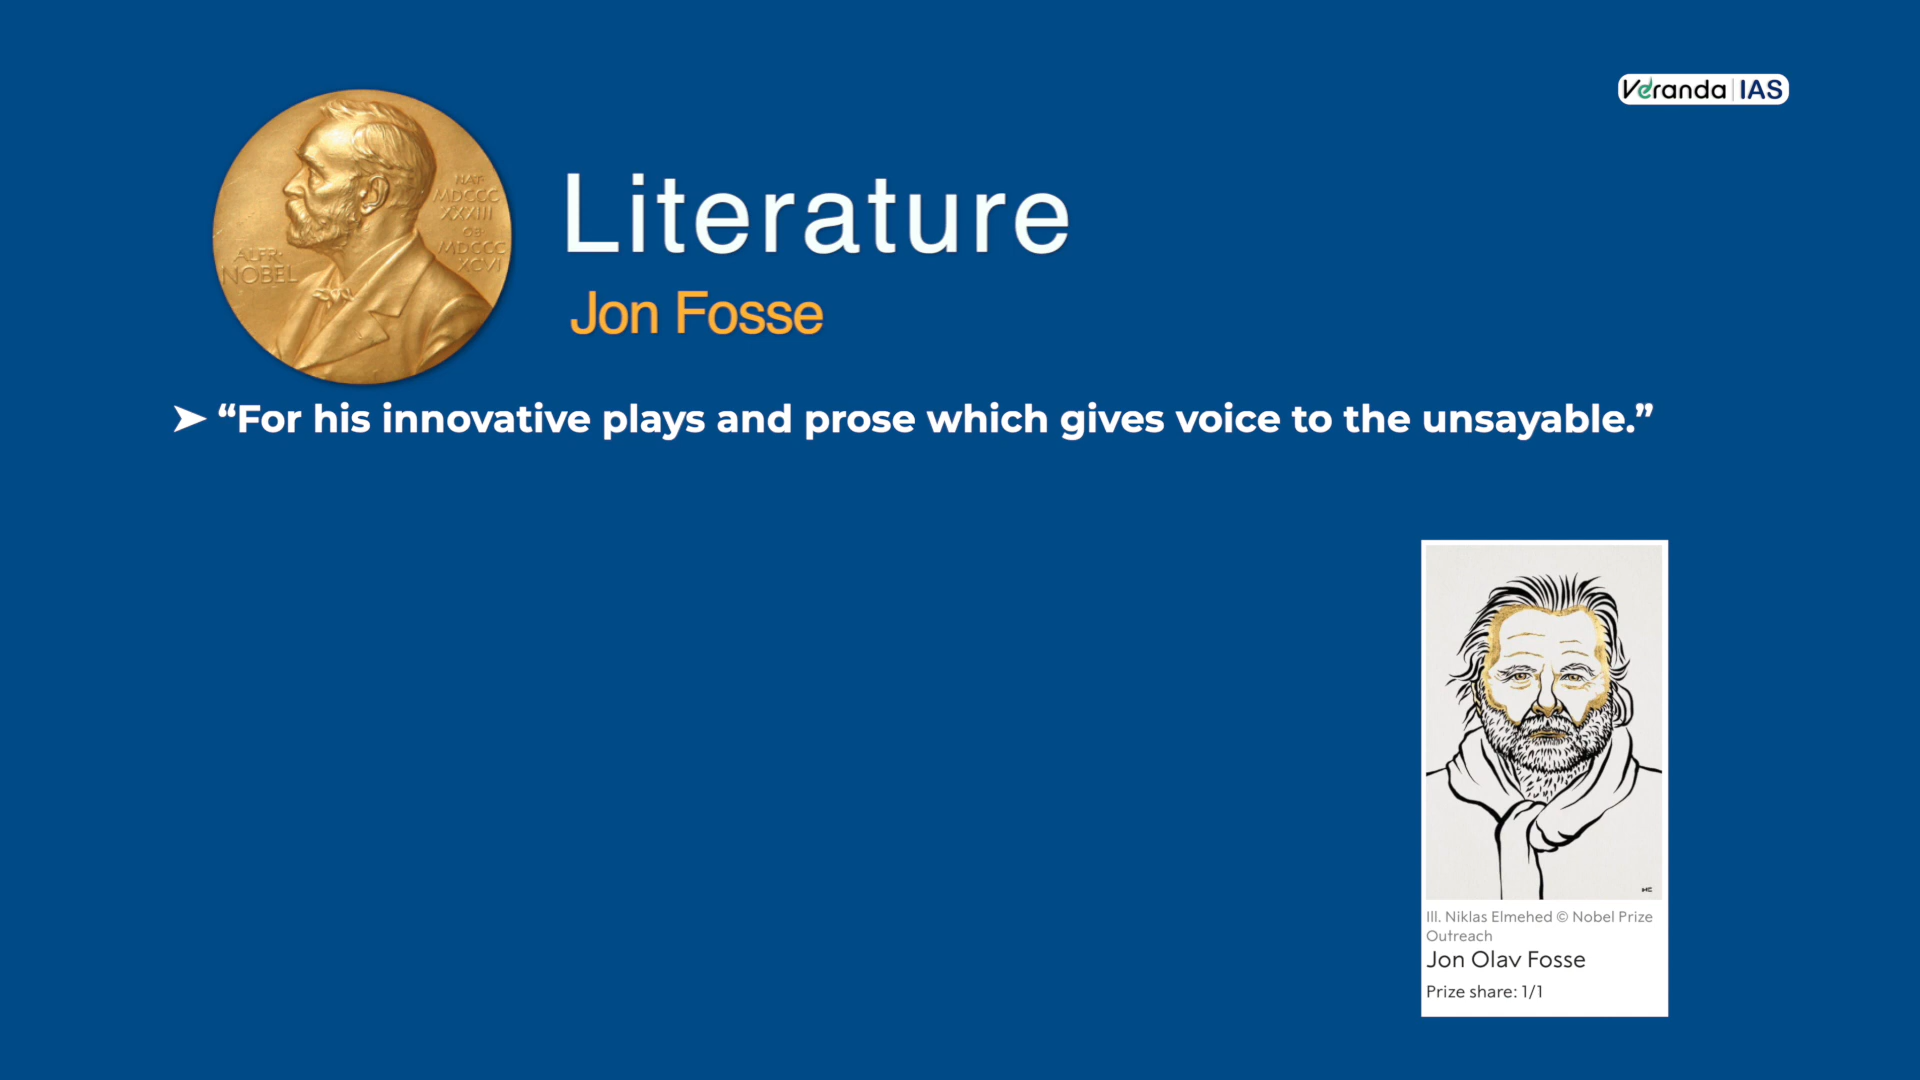 Veranda IAS
ALFR•
NOBEL
NAT•
MDCCC
XXXIII
OB•
MDCCC
XCVI
Literature
Jon Fosse
➤ “For his innovative plays and prose which gives voice to the unsayable.”
Ill. Niklas Elmehed © Nobel Prize
Outreach
Jon Olav Fosse
Prize share: 1/1